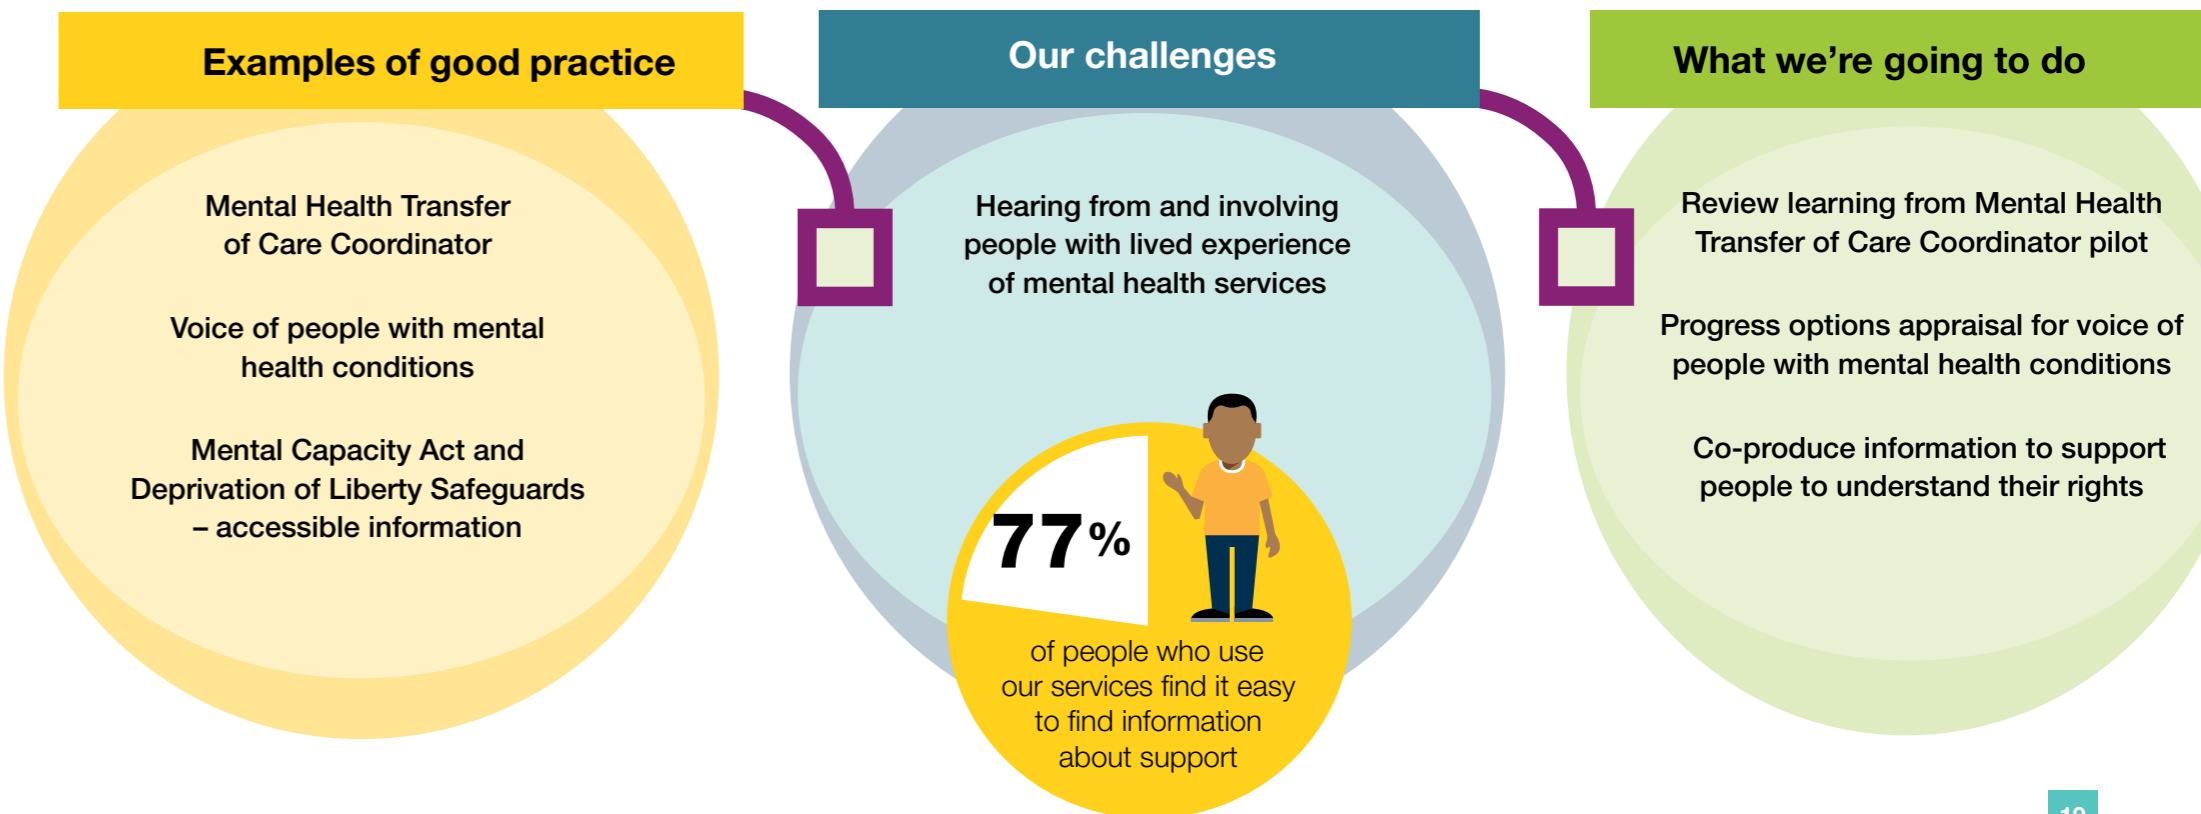 Examples of good practice
Mental Health Transfer
of Care Coordinator
Voice of people with mental
health conditions
Mental Capacity Act and
Deprivation of Liberty Safeguards
– accessible information
Our challenges
Hearing from and involving
people with lived experience
of mental health services
77%
of people who use
our services find it easy
to find information
about support
What we’re going to do
Review learning from Mental Health
Transfer of Care Coordinator pilot
Progress options appraisal for voice of
people with mental health conditions
Co-produce information to support
people to understand their rights